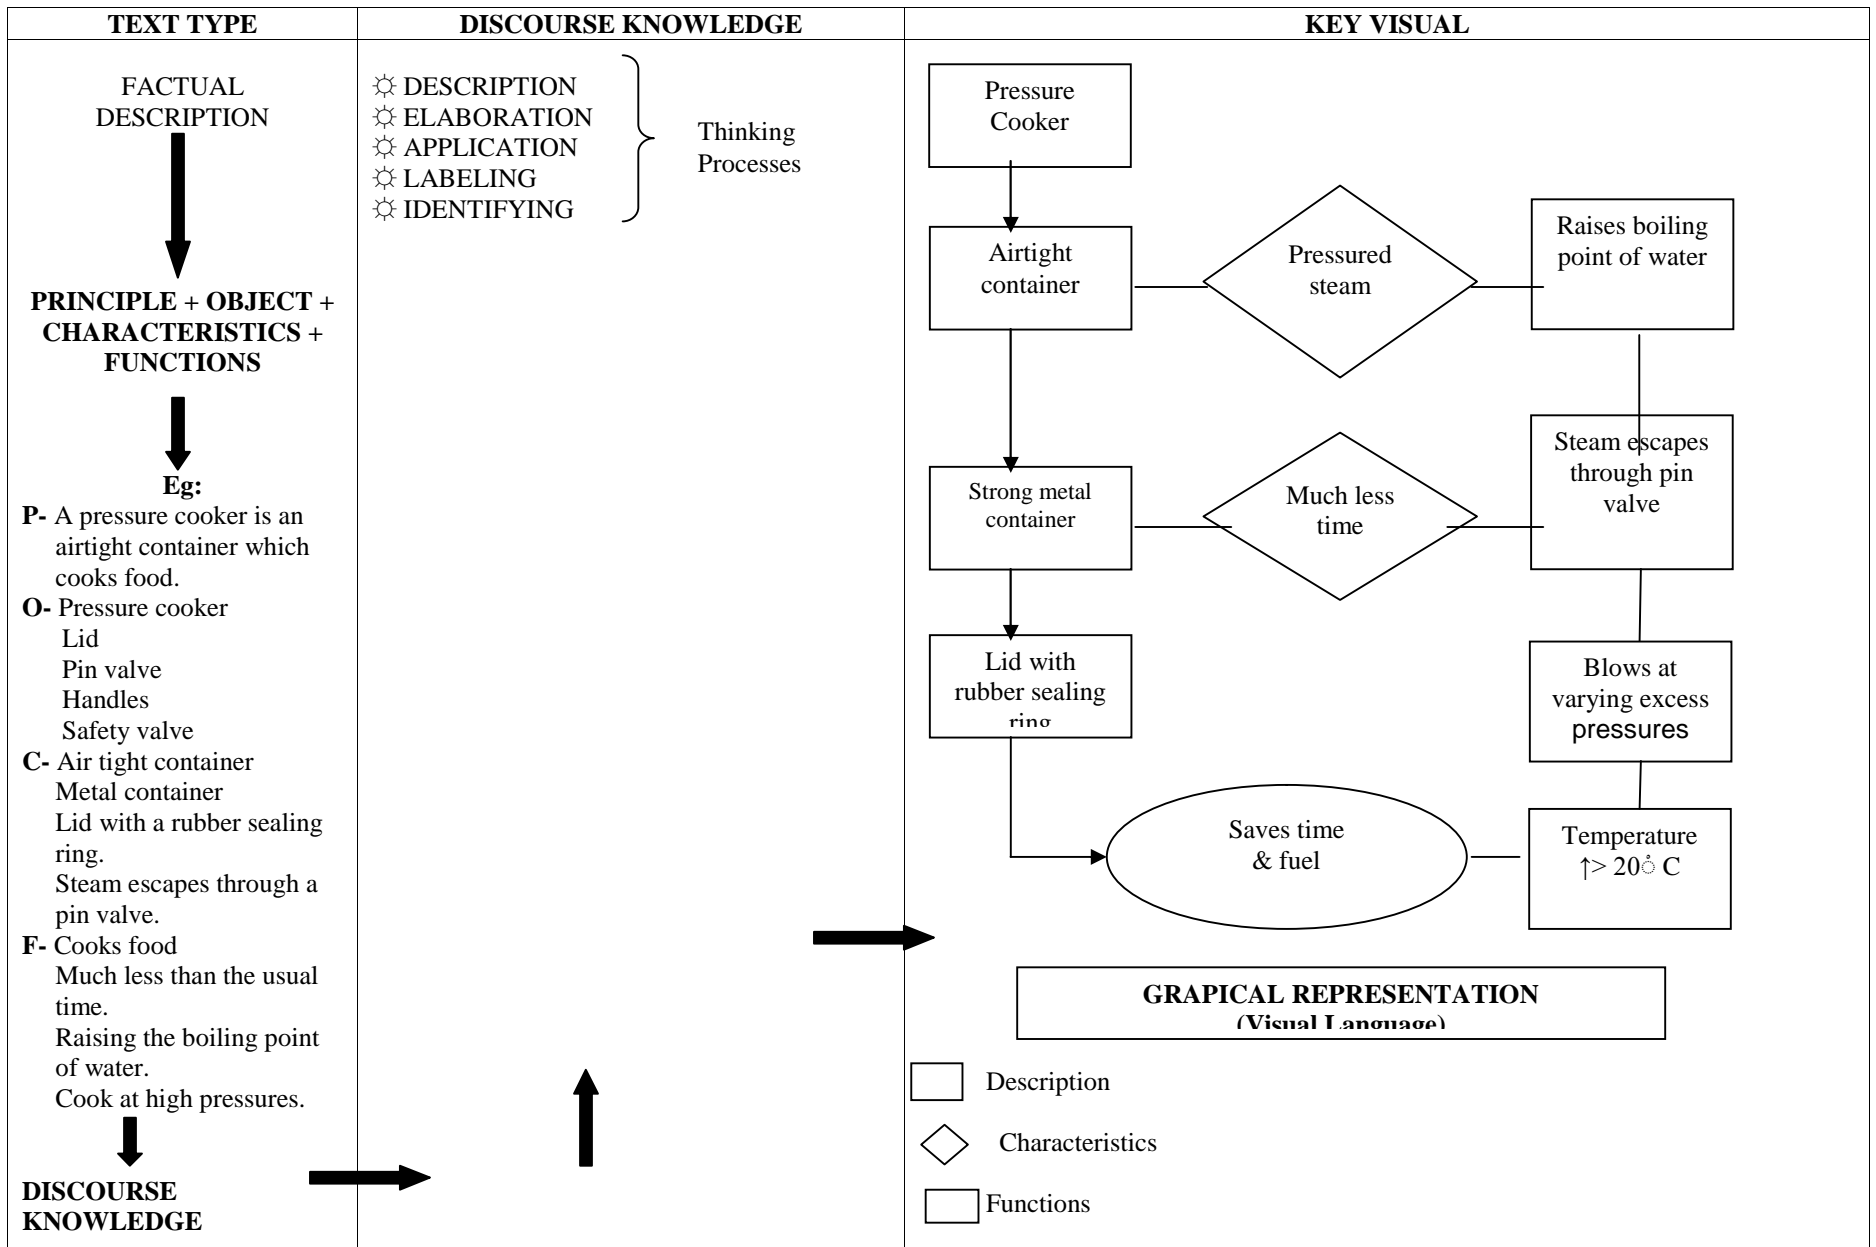 TEXT TYPE
DISCOURSE KNOWLEDGE
KEY VISUAL
FACTUAL
DESCRIPTION
PRINCIPLE + OBJECT +
CHARACTERISTICS +
FUNCTIONS
Eg:
P- A pressure cooker is an
airtight container which
cooks food.
O- Pressure cooker
Lid
Pin valve
Handles
Safety valve
C- Air tight container
Metal container
Lid with a rubber sealing
ring.
Steam escapes through a
pin valve.
F- Cooks food
Much less than the usual
time.
Raising the boiling point
of water.
Cook at high pressures.
DISCOURSE
KNOWLEDGE
☼ DESCRIPTION
☼ ELABORATION
☼ APPLICATION
☼ LABELING
☼ IDENTIFYING
Thinking
Processes
Pressure
Cooker
Airtight
container
Pressured
steam
Raises boiling
point of water
Strong metal
container
Much less
time
Steam escapes
through pin
valve
Lid with
rubber sealing
ring
Blows at
varying excess
pressures
Saves time
& fuel
Temperature
↑> 20° C
GRAPICAL REPRESENTATION
(Visual Language)
Description
Characteristics
Functions